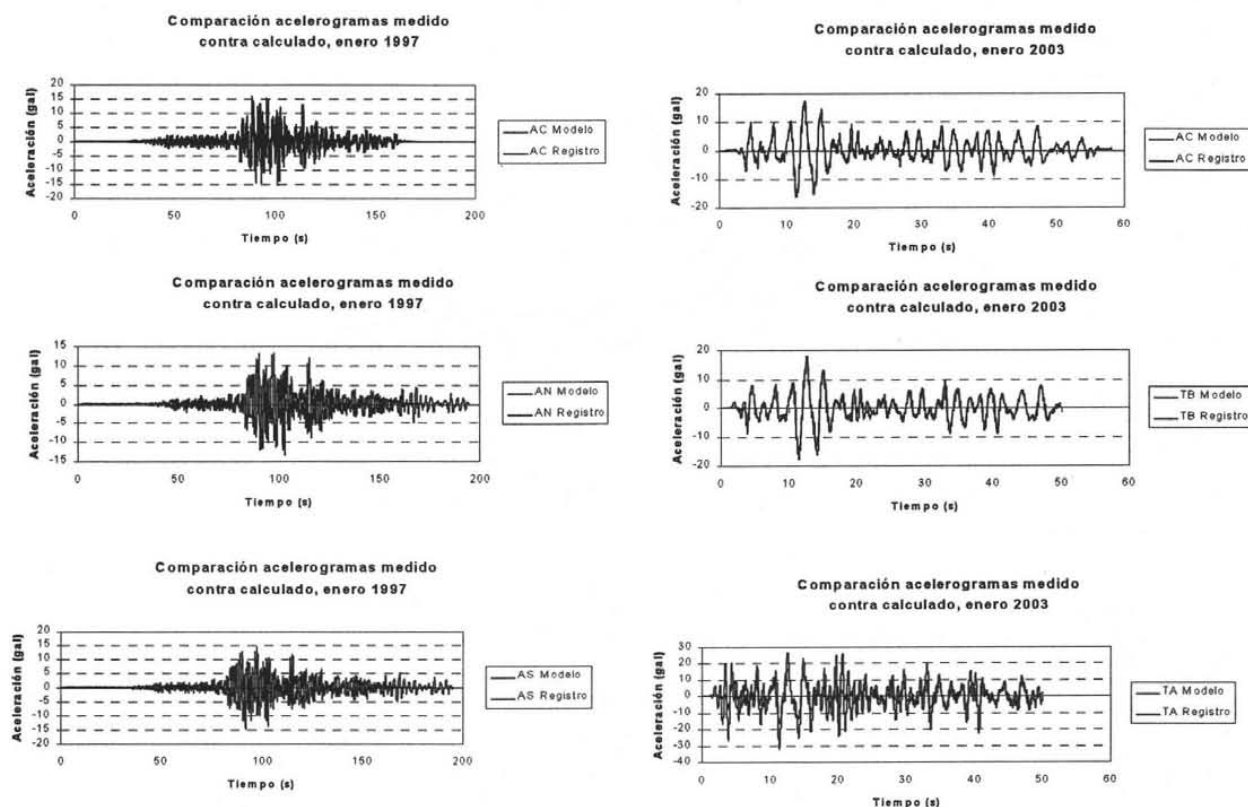 Comparación acelerogramas medido
contra calculado, enero 1997
Aceleración (gal)
20
15
10
5
0
-5
-10
-15
-20
0 50 100 150 200
Tiempo (s)
AC Modelo
AC Registro
Comparación acelerogramas medido
contra calculado, enero 2003
Aceleración (gal)
20
10
0
-10
-20
0 10 20 30 40 50 60
Tiempo (s)
AC Modelo
AC Registro
Comparación acelerogramas medido
contra calculado, enero 1997
Aceleración (gal)
15
10
5
0
-5
-10
-15
0 50 100 150 200
Tiempo (s)
AN Modelo
AN Registro
Comparación acelerogramas medido
contra calculado, enero 2003
Aceleración (gal)
20
10
0
-10
-20
0 10 20 30 40 50 60
Tiempo (s)
TB Modelo
TB Registro
Comparación acelerogramas medido
contra calculado, enero 1997
Aceleración (gal)
20
15
10
5
0
-5
-10
-15
-20
0 50 100 150 200
Tiempo (s)
AS Modelo
AS Registro
Comparación acelerogramas medido
contra calculado, enero 2003
Aceleración (gal)
30
20
10
0
-10
-20
-30
-40
0 10 20 30 40 50 60
Tiempo (s)
TA Modelo
TA Registro